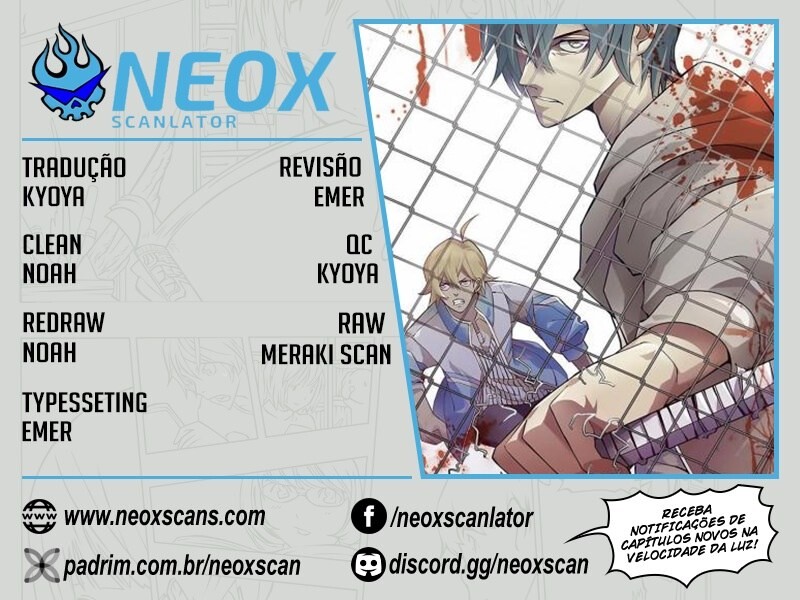 NEOX
SCANLATOR
TRADUÇÃO
KYOYA
REVISÃO
EMER
CLEAN
NOAH
QC
KYOYA
REDRAW
NOAH
RAW
MERAKI SCAN
TYPESSETING
EMER
www.neoxscans.com
/neoxscanlator
padrim.com.br/neoxscan
discord.gg/neoxscan
RECEBA
NOTIFICAÇÕES DE
CAPÍTULOS NOVOS NA
VELOCIDADE DA LUZ!